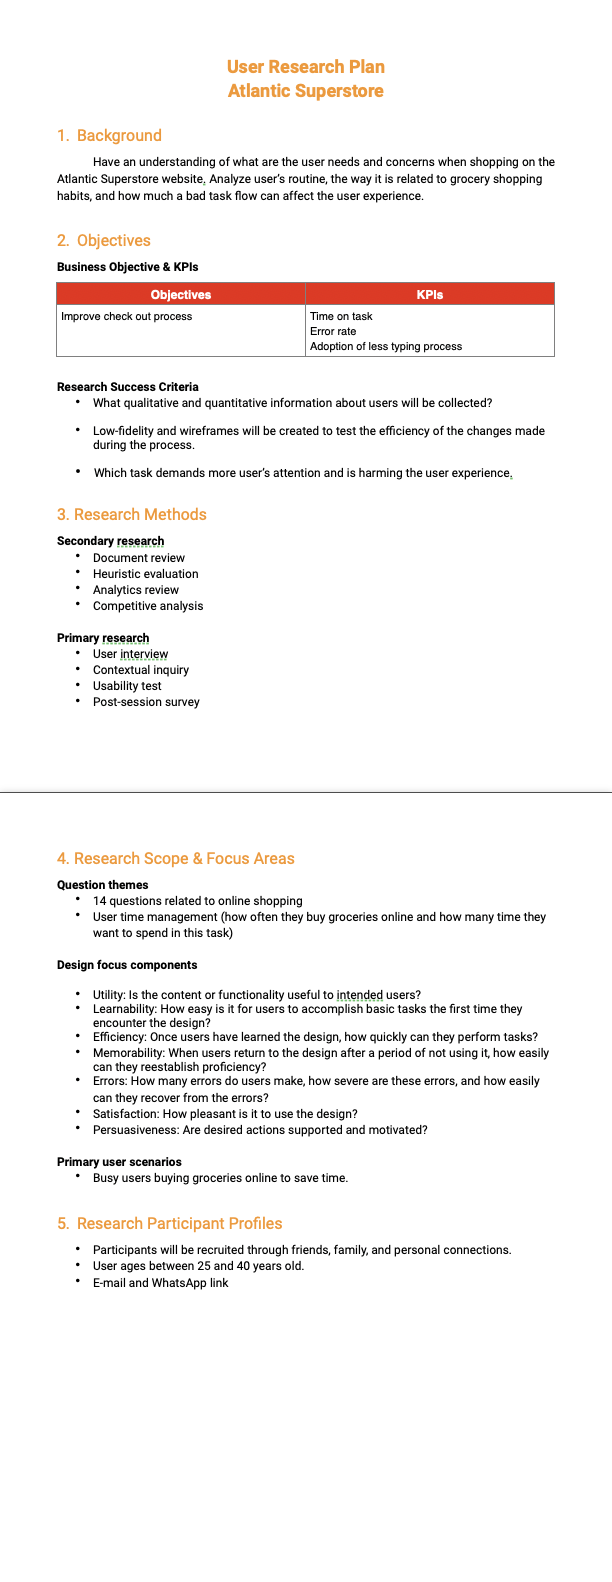 User Research Plan
Atlantic Superstore
1. Background
Have an understanding of what are the user needs and concerns when shopping on the
Atlantic Superstore website. Analyze user's routine, the way it is related to grocery shopping
habits, and how much a bad task flow can affect the user experience.
2. Objectives
Business Objective & KPIs
Objectives KPIs
Improve check out process Time on task
Error rate
Adoption of less typing process
Research Success Criteria
• What qualitative and quantitative information about users will be collected?
• Low-fidelity and wireframes will be created to test the efficiency of the changes made
during the process.
• Which task demands more user's attention and is harming the user experience.
3. Research Methods
Secondary research
• Document review
• Heuristic evaluation
• Analytics review
• Competitive analysis
Primary research
• User interview
• Contextual inquiry
• Usability test
• Post-session survey
4. Research Scope & Focus Areas
Question themes
• 14 questions related to online shopping
• User time management (how often they buy groceries online and how many time they
want to spend in this task)
Design focus components
• Utility: Is the content or functionality useful to intended users?
• Learnability: How easy is it for users to accomplish basic tasks the first time they
encounter the design?
• Efficiency: Once users have learned the design, how quickly can they perform tasks?
• Memorability: When users return to the design after a period of not using it, how easily
can they reestablish proficiency?
• Errors: How many errors do users make, how severe are these errors, and how easily
can they recover from the errors?
• Satisfaction: How pleasant is it to use the design?
• Persuasiveness: Are desired actions supported and motivated?
Primary user scenarios
• Busy users buying groceries online to save time.
5. Research Participant Profiles
• Participants will be recruited through friends, family, and personal connections.
• User ages between 25 and 40 years old.
• E-mail and WhatsApp link